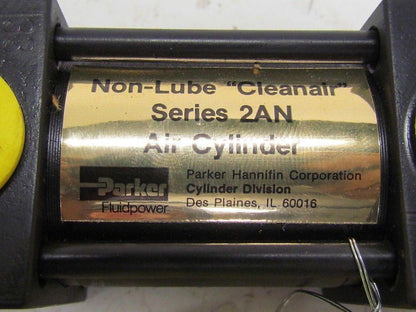 Non-Lube "Cleanair"
Series 2AN
Air Cylinder
Parker
Fluidpower
Parker Hannifin Corporation
Cylinder Division
Des Plaines, IL 60016